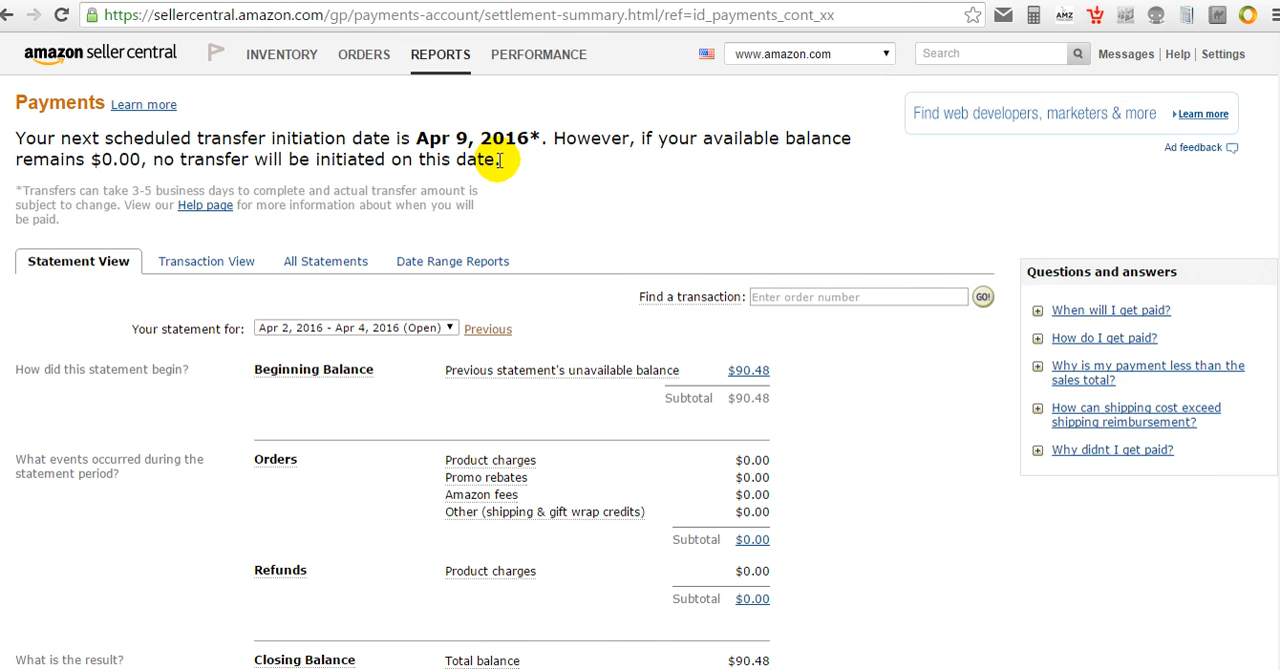 https://sellercentral.amazon.com/gp/payments-account/settlement-summary.html/ref=id_payments_cont_xx
AMZ
amazon seller central
INVENTORY ORDERS REPORTS PERFORMANCE
www.amazon.com
Search
Messages | Help | Settings
Payments Learn more
Your next scheduled transfer initiation date is Apr 9, 2016*. However, if your available balance
remains $0.00, no transfer will be initiated on this date.
*Transfers can take 3-5 business days to complete and actual transfer amount is
subject to change. View our Help page for more information about when you will
be paid.
Find web developers, marketers & more Learn more
Ad feedback
Statement View Transaction View All Statements Date Range Reports
Find a transaction: Enter order number GO!
Your statement for: Apr 2, 2016 - Apr 4, 2016 (Open) Previous
How did this statement begin? Beginning Balance Previous statement's unavailable balance $90.48
Subtotal $90.48
What events occurred during the
statement period?
Orders Product charges $0.00
Promo rebates $0.00
Amazon fees $0.00
Other (shipping & gift wrap credits) $0.00
Subtotal $0.00
Refunds Product charges $0.00
Subtotal $0.00
What is the result? Closing Balance Total balance $90.48
Questions and answers
When will I get paid?
How do I get paid?
Why is my payment less than the
sales total?
How can shipping cost exceed
shipping reimbursement?
Why didnt I get paid?